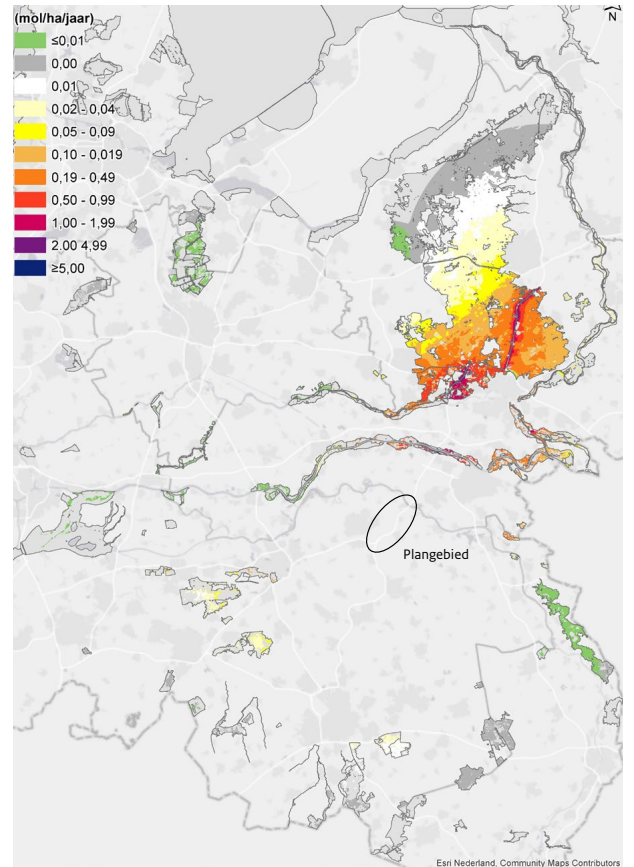 (mol/ha/jaar)
≤0,01
0,00
0,01
0,02 - 0,04
0,05 - 0,09
0,10 - 0,019
0,19 - 0,49
0,50 - 0,99
1,00 - 1,99
2.00 4,99
≥5,00
N
Plangebied
Esri Nederland, Community Maps Contributors